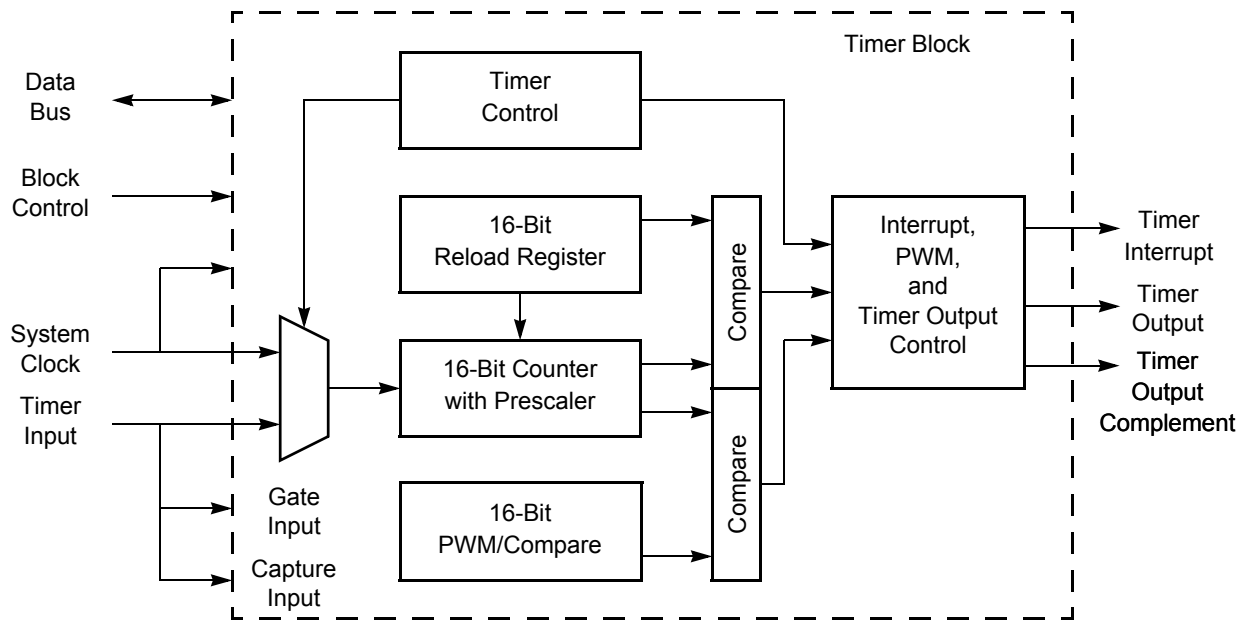 Timer Block
Data
Bus
Block
Control
System
Clock
Timer
Input
Gate
Input
Capture
Input
Timer
Control
16-Bit
Reload Register
16-Bit Counter
with Prescaler
16-Bit
PWM/Compare
Compare
Compare
Interrupt,
PWM,
and
Timer Output
Control
Timer
Interrupt
Timer
Output
Timer
Output
Complement